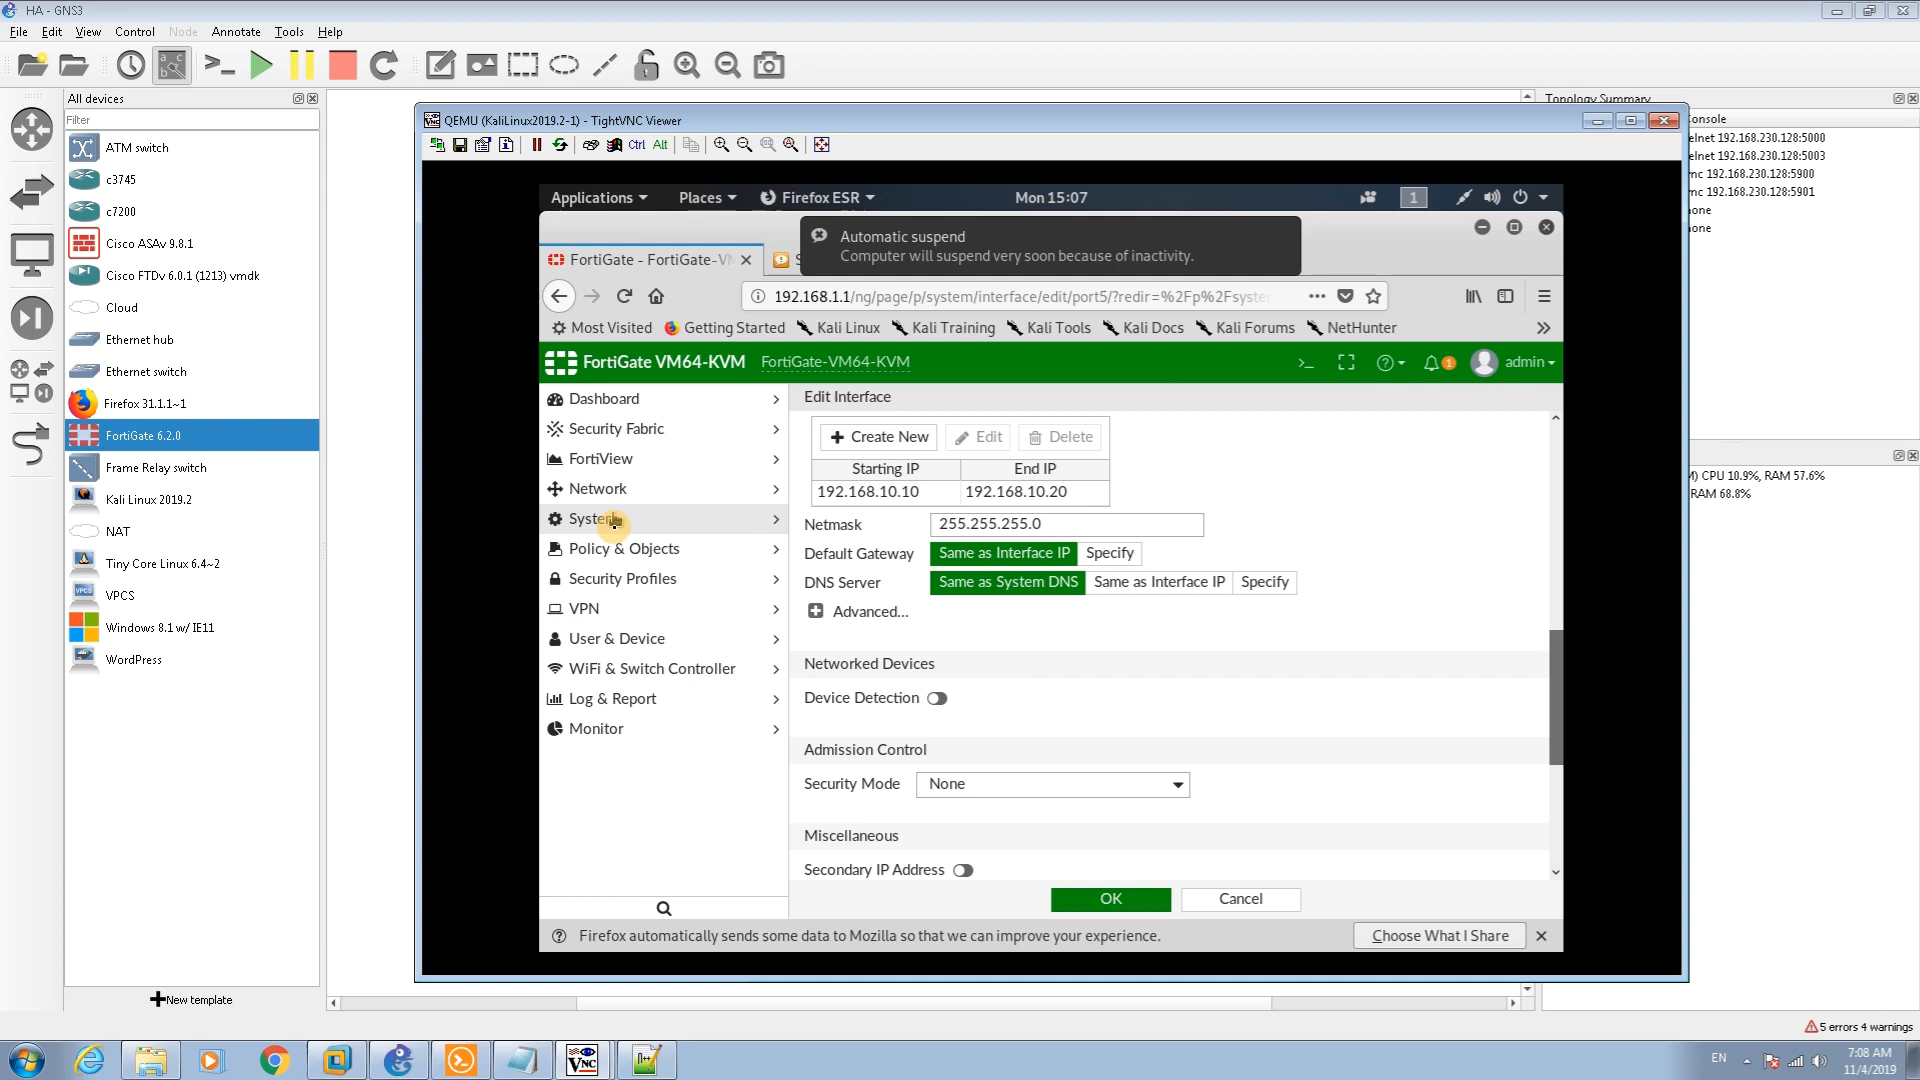 HA - GNS3
File Edit View Control Node Annotate Tools Help
All devices
Filter
ATM switch
c3745
c7200
Cisco ASAv 9.8.1
Cisco FTDv 6.0.1 (1213) vmdk
Cloud
Ethernet hub
Ethernet switch
Firefox 31.1.1~1
FortiGate 6.2.0
Frame Relay switch
Kali Linux 2019.2
NAT
Tiny Core Linux 6.4~2
VPCS
Windows 8.1 w/ IE11
WordPress
New template
QEMU (KaliLinux2019.2-1) - TightVNC Viewer
Ctrl Alt
Applications Places Firefox ESR Mon 15:07 1
Automatic suspend
Computer will suspend very soon because of inactivity.
FortiGate - FortiGate-VM
192.168.1.1/ng/page/p/system/interface/edit/port5/?redir=%2Fp%2Fsyste
Most Visited Getting Started Kali Linux Kali Training Kali Tools Kali Docs Kali Forums NetHunter
FortiGate VM64-KVM FortiGate-VM64-KVM 1 admin
Dashboard
Security Fabric
FortiView
Network
System
Policy & Objects
Security Profiles
VPN
User & Device
WiFi & Switch Controller
Log & Report
Monitor
Edit Interface
Create New Edit Delete
Starting IP End IP
192.168.10.10 192.168.10.20
Netmask 255.255.255.0
Default Gateway Same as Interface IP Specify
DNS Server Same as System DNS Same as Interface IP Specify
Advanced...
Networked Devices
Device Detection
Admission Control
Security Mode None
Miscellaneous
Secondary IP Address
OK Cancel
Firefox automatically sends some data to Mozilla so that we can improve your experience. Choose What I Share
Topology Summary
Console
elnet 192.168.230.128:5000
elnet 192.168.230.128:5003
nc 192.168.230.128:5900
nc 192.168.230.128:5901
one
one
M) CPU 10.9%, RAM 57.6%
RAM 68.8%
5 errors 4 warnings
EN
7:08 AM
11/4/2019